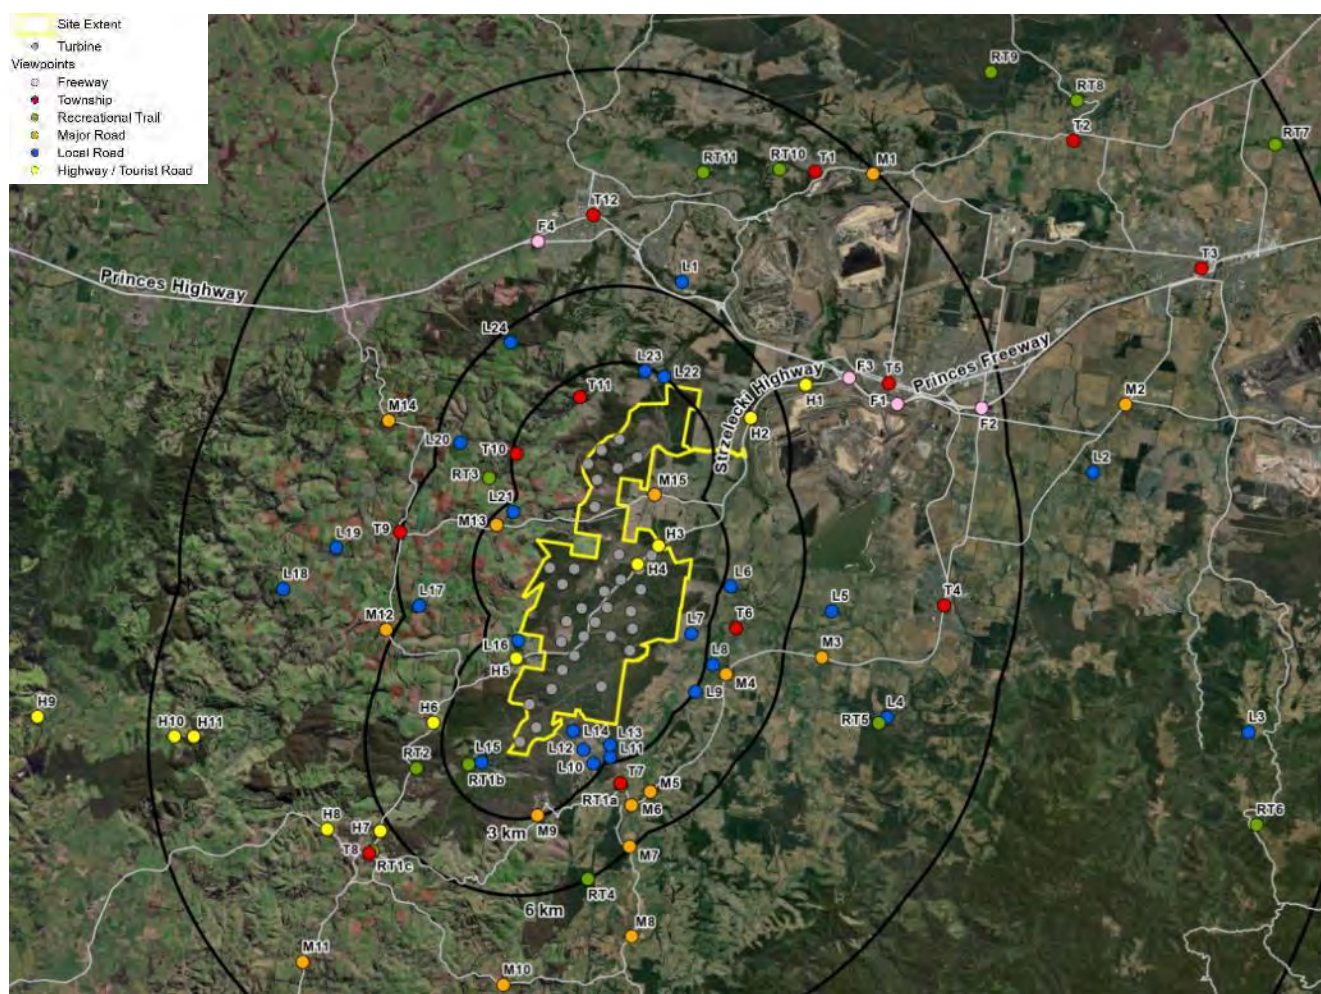 Site Extent
Turbine
Viewpoints
Freeway
Township
Recreational Trail
Major Road
Local Road
Highway / Tourist Road
RT9
RT8
T2
RT7
RT11
RT10
T1
M1
T12
F4
T3
Princes Highway
L1
L24
L23
L22
T11
Strzelecki Highway
F3
T5
Princes Freeway
H1
F1
F2
M2
M14
H2
L20
T10
RT3
L2
L21
M15
M13
T9
L19
H3
H4
L18
L17
L6
L5
T4
M12
L7
T6
L16
H5
L8
M3
M4
L9
H9
H10
H11
H6
L4
RT5
L3
L14
L13
L12
L11
L10
RT2
L15
RT1b
T7
M5
RT1a
M6
H8
H7
3 km
M9
T8
RT1c
M7
RT6
RT4
6 km
M8
M11
M10